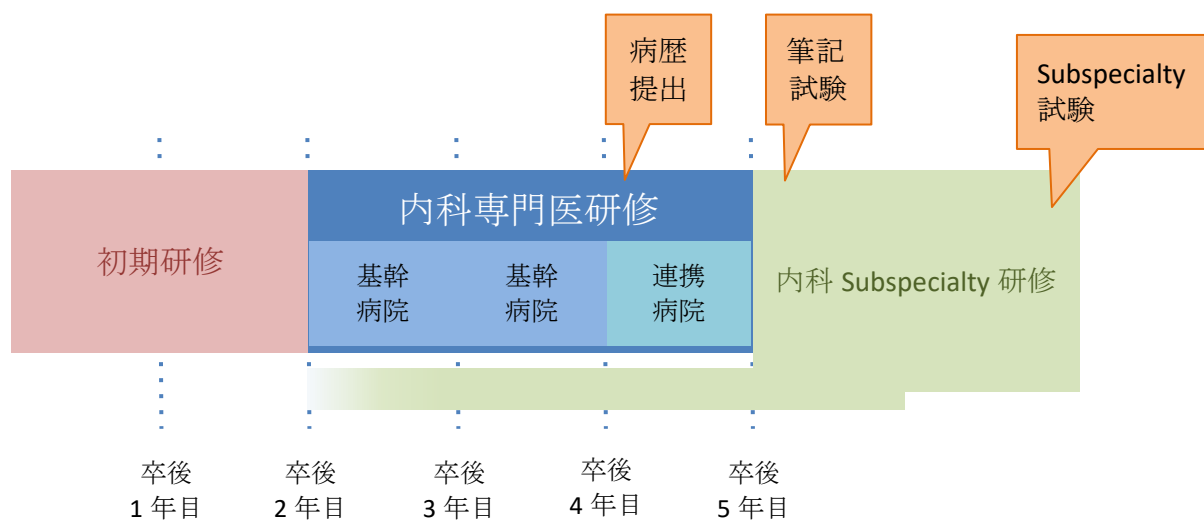 病歴
提出
筆記
試験
Subspecialty
試験
内科専門医研修
初期研修
基幹
病院
基幹
病院
連携
病院
内科 Subspecialty 研修
卒後
1 年目
卒後
2 年目
卒後
3 年目
卒後
4 年目
卒後
5 年目